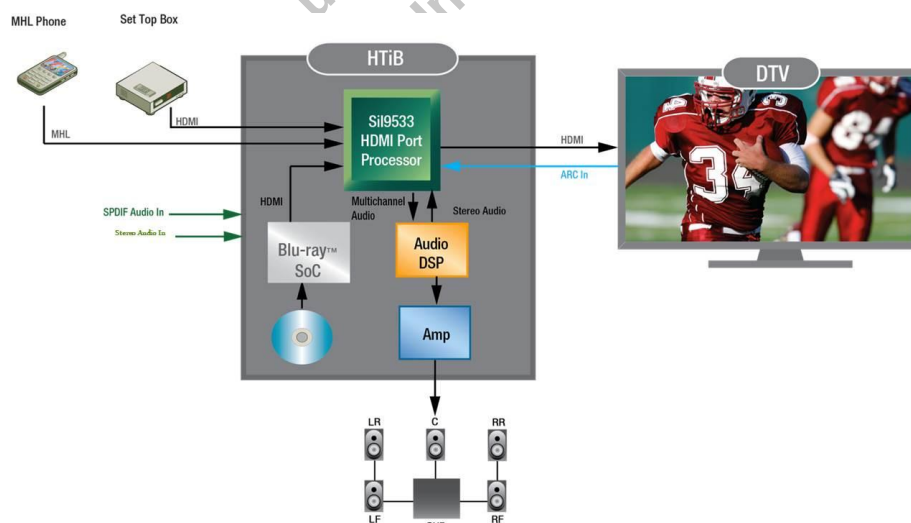 MHL Phone
Set Top Box
HTiB
DTV
SiI9533
HDMI Port
Processor
HDMI
MHL
HDMI
ARC In
HDMI
Multichannel
Audio
Stereo Audio
SPDIF Audio In
Stereo Audio In
Blu-ray™
SoC
Audio
DSP
Amp
LR
C
RR
LF
RF
34
34
84